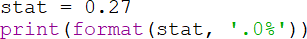 stat = 0.27
print(format(stat, '.0%'))